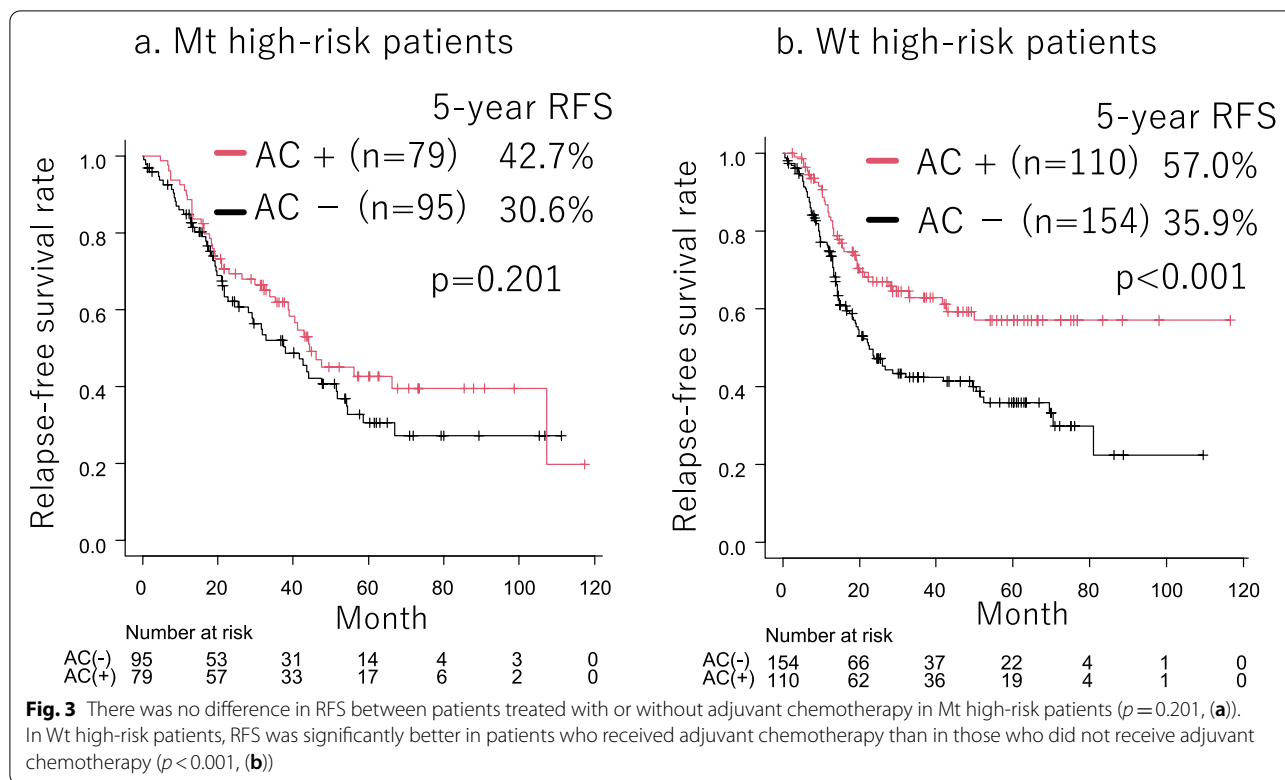 a. Mt high-risk patients
5-year RFS
AC + (n=79) 42.7%
AC − (n=95) 30.6%
p=0.201
Relapse-free survival rate
1.0
0.8
0.6
0.4
0.2
0.0
0 20 40 60 80 100 120
Month
Number at risk
AC(-) 95 53 31 14 4 3 0
AC(+) 79 57 33 17 6 2 0
b. Wt high-risk patients
5-year RFS
AC + (n=110) 57.0%
AC − (n=154) 35.9%
p<0.001
Relapse-free survival rate
1.0
0.8
0.6
0.4
0.2
0.0
0 20 40 60 80 100 120
Month
Number at risk
AC(-) 154 66 37 22 4 1 0
AC(+) 110 62 36 19 4 1 0
Fig. 3 There was no difference in RFS between patients treated with or without adjuvant chemotherapy in Mt high-risk patients (p=0.201, (a)).
In Wt high-risk patients, RFS was significantly better in patients who received adjuvant chemotherapy than in those who did not receive adjuvant
chemotherapy (p<0.001, (b))